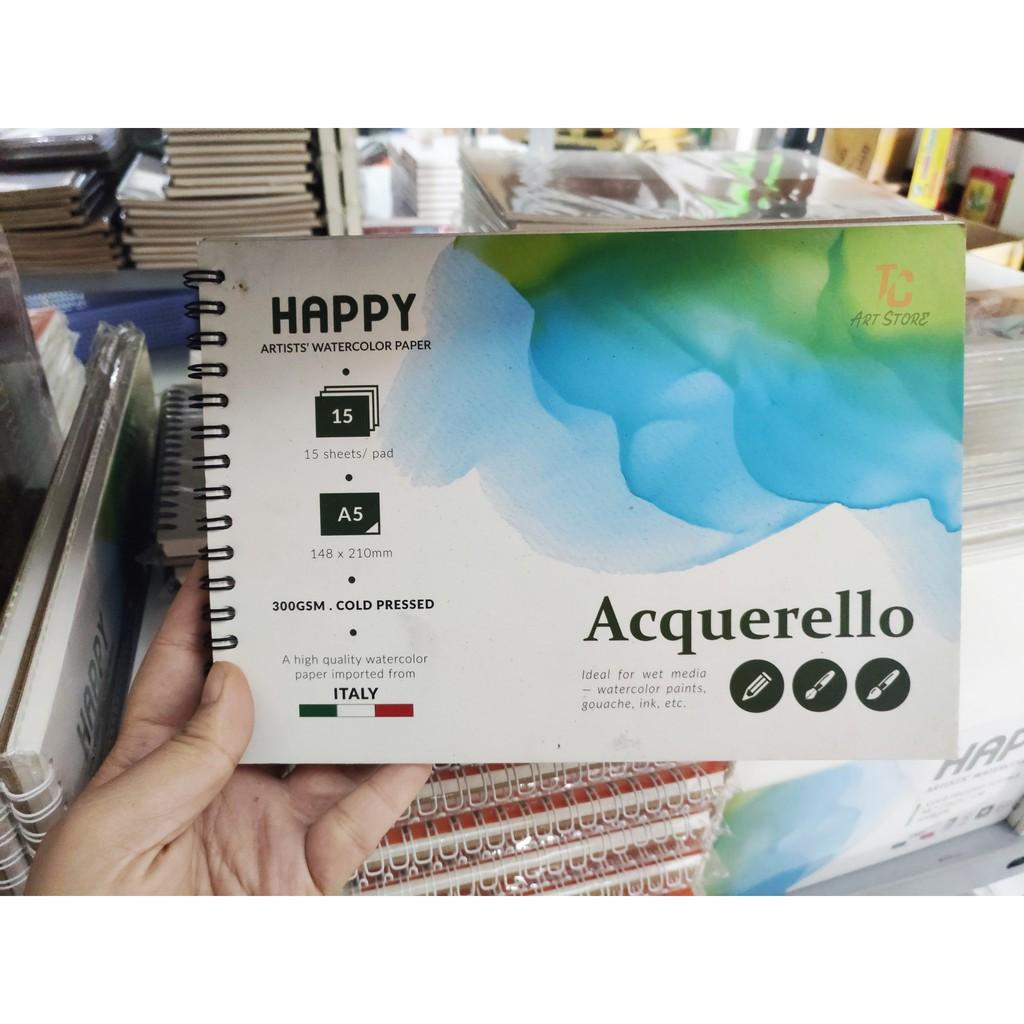 HAPPY
ARTISTS' WATERCOLOR PAPER
15
15 sheets/ pad
A5
148 x 210mm
300GSM . COLD PRESSED
A high quality watercolor
paper imported from
ITALY
TC
ART STORE
Acquerello
Ideal for wet media
– watercolor paints,
gouache, ink, etc.
HAPPY
HAP